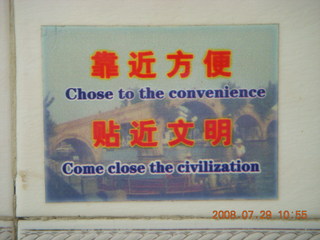 靠近方便
Chose to the convenience
贴近文明
Come close the civilization
2008.07.29 10:55